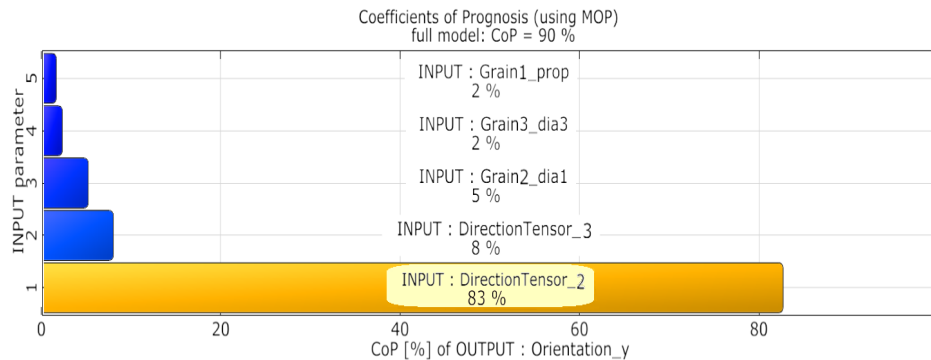 Coefficients of Prognosis (using MOP)
full model: CoP = 90 %
INPUT parameter
5
INPUT : Grain1_prop
2 %
4
INPUT : Grain3_dia3
2 %
3
INPUT : Grain2_dia1
5 %
2
INPUT : DirectionTensor_3
8 %
1
INPUT : DirectionTensor_2
83 %
0 20 40 60 80
CoP [%] of OUTPUT : Orientation_y